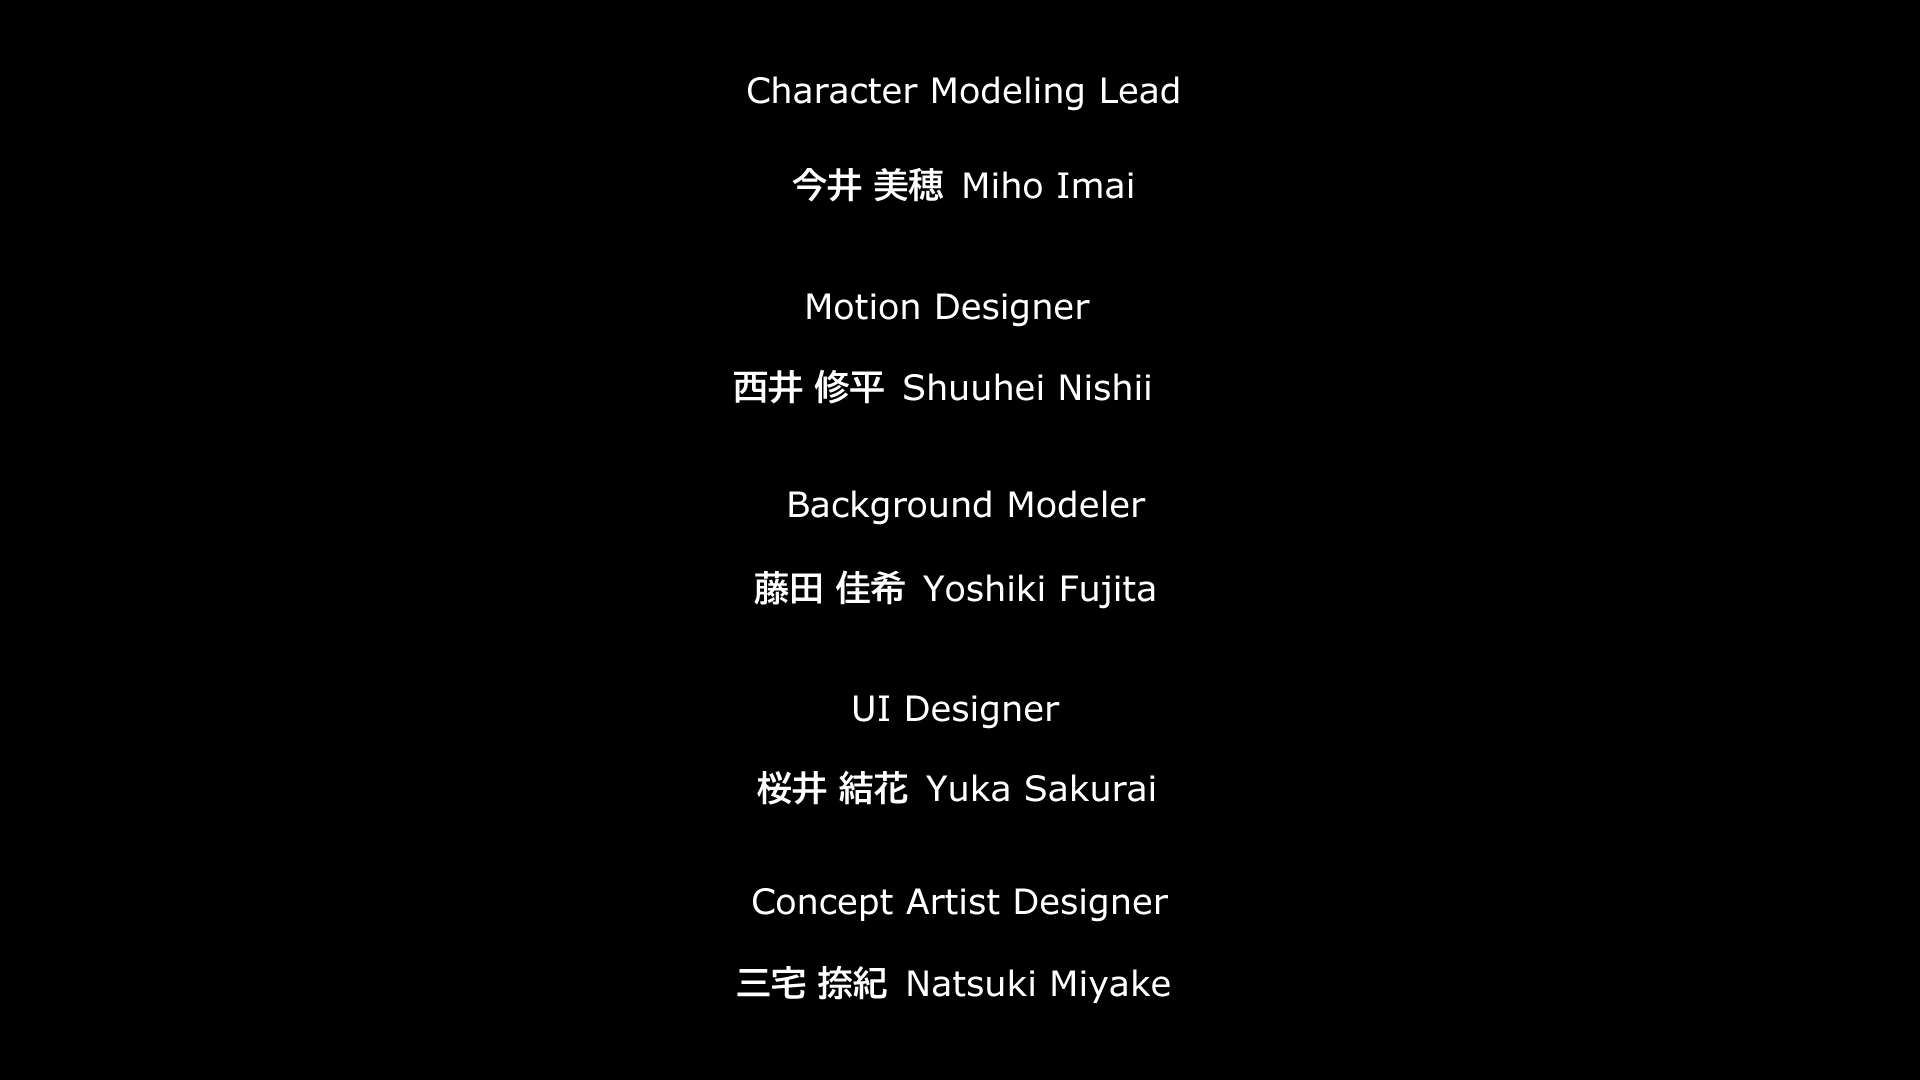 Character Modeling Lead
今井 美穂 Miho Imai
Motion Designer
西井 修平 Shuuhei Nishii
Background Modeler
藤田 佳希 Yoshiki Fujita
UI Designer
桜井 結花 Yuka Sakurai
Concept Artist Designer
三宅 捺紀 Natsuki Miyake